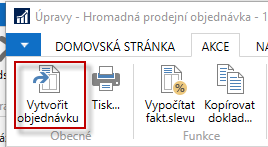 Úpravy - Hromadná prodejní objednávka - 1
DOMOVSKÁ STRÁNKA
AKCE
NA
Vytvořit
objednávku
Tisk...
Vypočítat
fakt.slevu
Kopírovat
doklad...
Obecné
Funkce